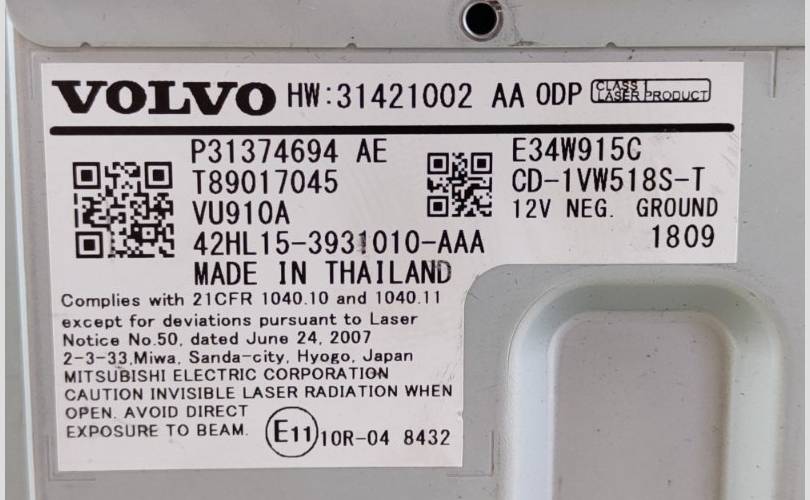 VOLVO HW:31421002 AA ODP CLASS 1 LASER PRODUCT
P31374694 AE
T89017045
VU910A
42HL15-3931010-AAA
MADE IN THAILAND
E34W915C
CD-1VW518S-T
12V NEG. GROUND
1809
Complies with 21CFR 1040.10 and 1040.11
except for deviations pursuant to Laser
Notice No.50, dated June 24, 2007
2-3-33,Miwa, Sanda-city, Hyogo, Japan
MITSUBISHI ELECTRIC CORPORATION
CAUTION INVISIBLE LASER RADIATION WHEN
OPEN. AVOID DIRECT
EXPOSURE TO BEAM.
E11 10R-04 8432